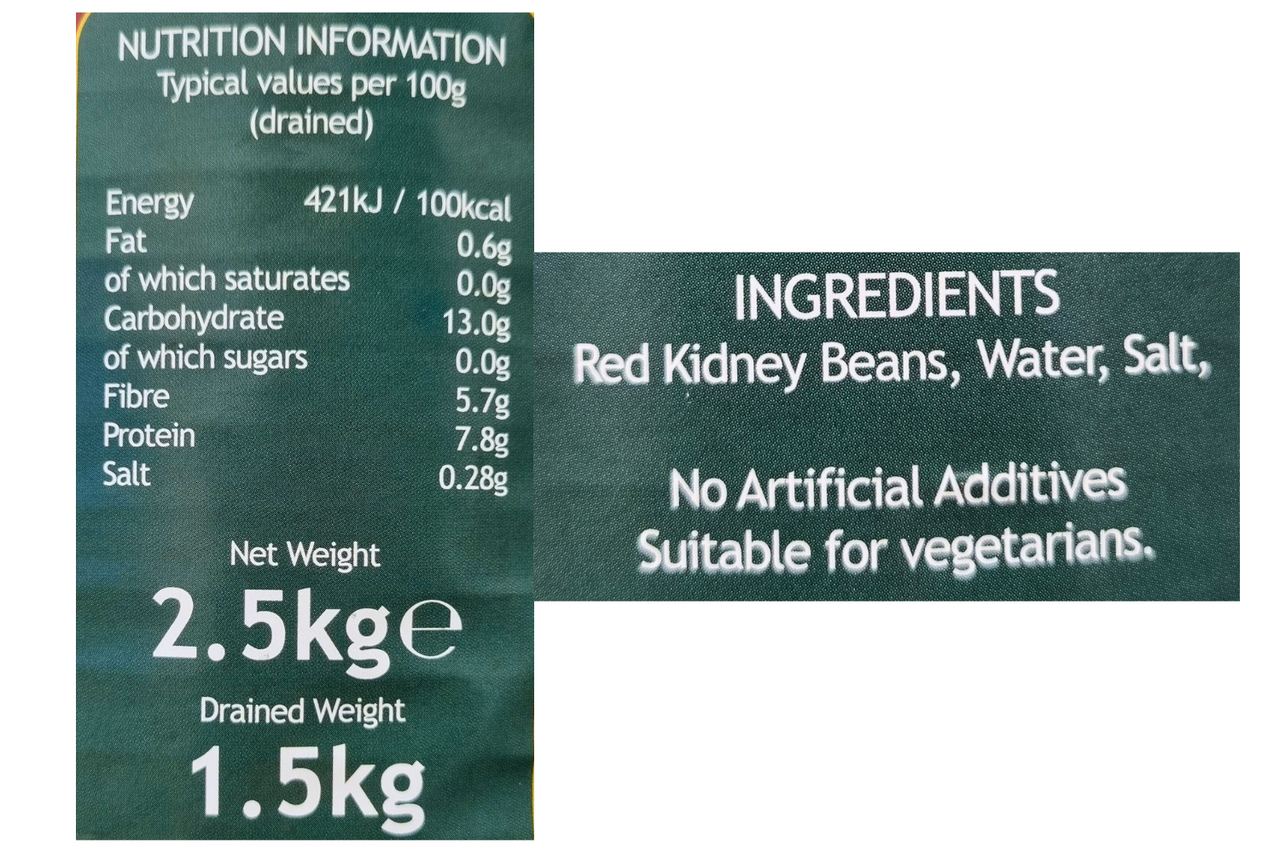 NUTRITION INFORMATION
Typical values per 100g
(drained)
Energy 421kJ / 100kcal
Fat 0.6g
of which saturates 0.0g
Carbohydrate 13.0g
of which sugars 0.0g
Fibre 5.7g
Protein 7.8g
Salt 0.28g
Net Weight
2.5kg℮
Drained Weight
1.5kg
INGREDIENTS
Red Kidney Beans, Water, Salt,
No Artificial Additives
Suitable for vegetarians.